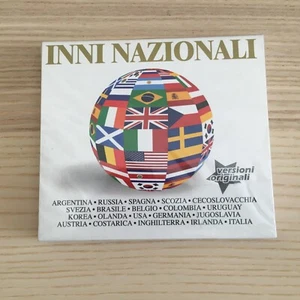 INNI NAZIONALI
versioni
originali
ARGENTINA • RUSSIA • SPAGNA • SCOZIA • CECOSLOVACCHIA
SVEZIA • BRASILE • BELGIO • COLOMBIA • URUGUAY
KOREA • OLANDA • USA • GERMANIA • JUGOSLAVIA
AUSTRIA • COSTARICA • INGHILTERRA • IRLANDA • ITALIA